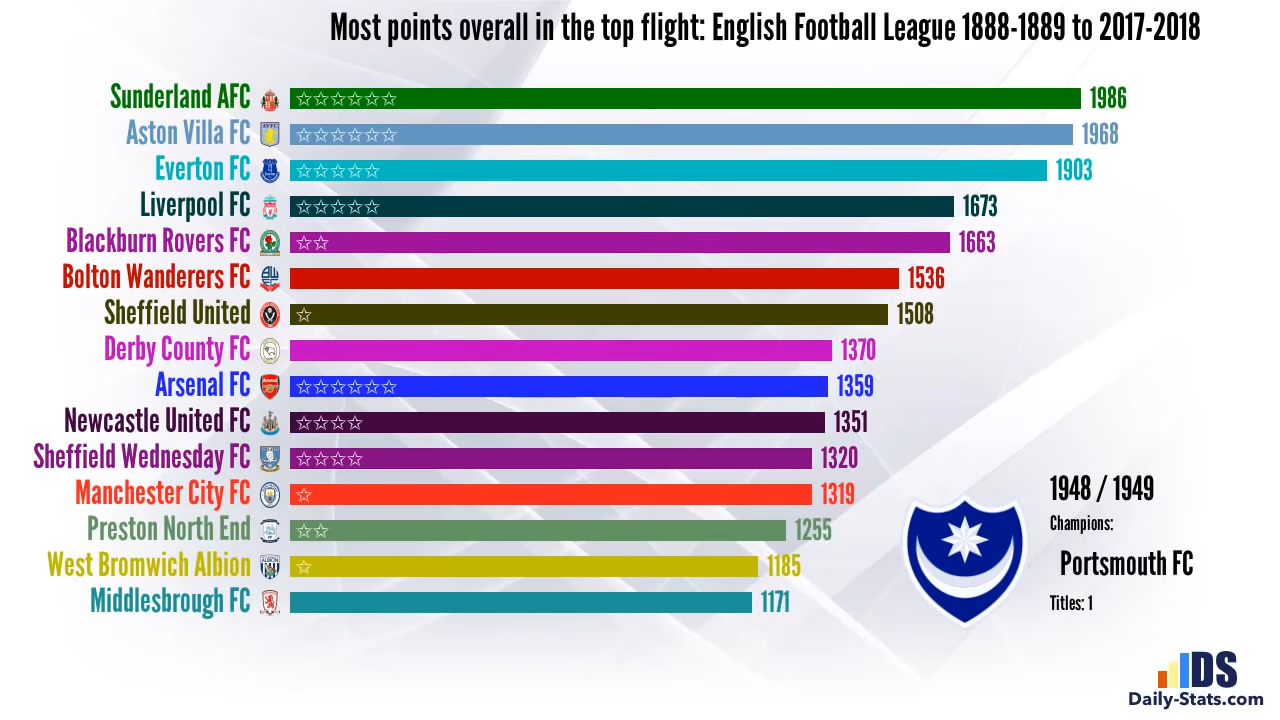 Most points overall in the top flight: English Football League 1888-1889 to 2017-2018
Sunderland AFC 1986
Aston Villa FC 1968
Everton FC 1903
Liverpool FC 1673
Blackburn Rovers FC 1663
Bolton Wanderers FC 1536
Sheffield United 1508
Derby County FC 1370
Arsenal FC 1359
Newcastle United FC 1351
Sheffield Wednesday FC 1320
Manchester City FC 1319
Preston North End 1255
West Bromwich Albion 1185
Middlesbrough FC 1171
1948 / 1949
Champions:
Portsmouth FC
Titles: 1
DS
Daily-Stats.com